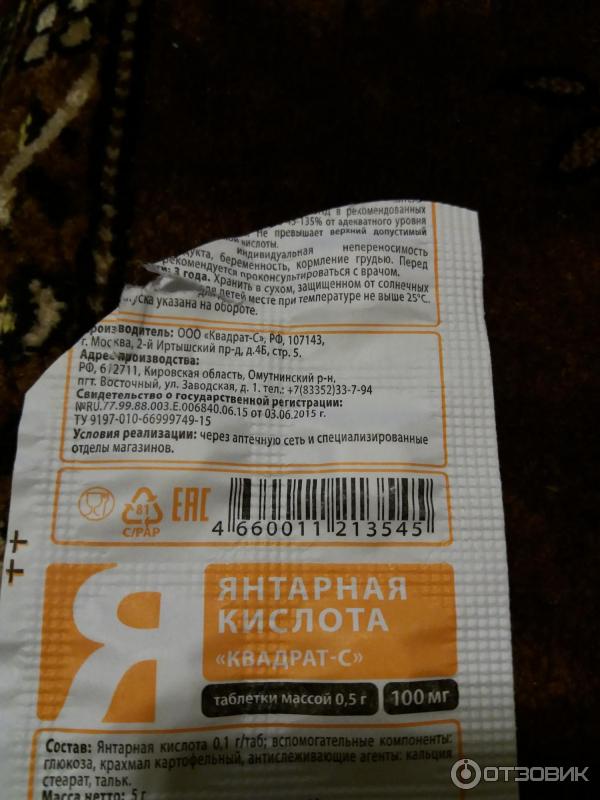 в рекомендованных
-135% от адекватного уровня
Не превышает верхний допустимый
кислоты.
индивидуальная непереносимость
беременность, кормление грудью. Перед
рекомендуется проконсультироваться с врачом.
3 года. Хранить в сухом, защищенном от солнечных
для детей месте при температуре не выше 25°С.
указана на обороте.
Производитель: ООО «Квадрат-С», РФ, 107143,
г. Москва, 2-й Иртышский пр-д, д.4Б, стр. 5.
Адрес производства:
РФ, 612711, Кировская область, Омутнинский р-н,
пгт. Восточный, ул. Заводская, д. 1. тел.: +7(83352)33-7-94
Свидетельство о государственной регистрации:
№RU.77.99.88.003.Е.006840.06.15 от 03.06.2015 г.
ТУ 9197-010-66999749-15
Условия реализации: через аптечную сеть и специализированные
отделы магазинов.
81
C/PAP
EAC
4 660011 213545
Я
ЯНТАРНАЯ
КИСЛОТА
«КВАДРАТ-С»
таблетки массой 0,5 г
100 мг
Состав: Янтарная кислота 0,1 г/таб; вспомогательные компоненты:
глюкоза, крахмал картофельный, антислеживающие агенты: кальция
стеарат, тальк.
Масса нетто: 5 г
ОТЗОВИК